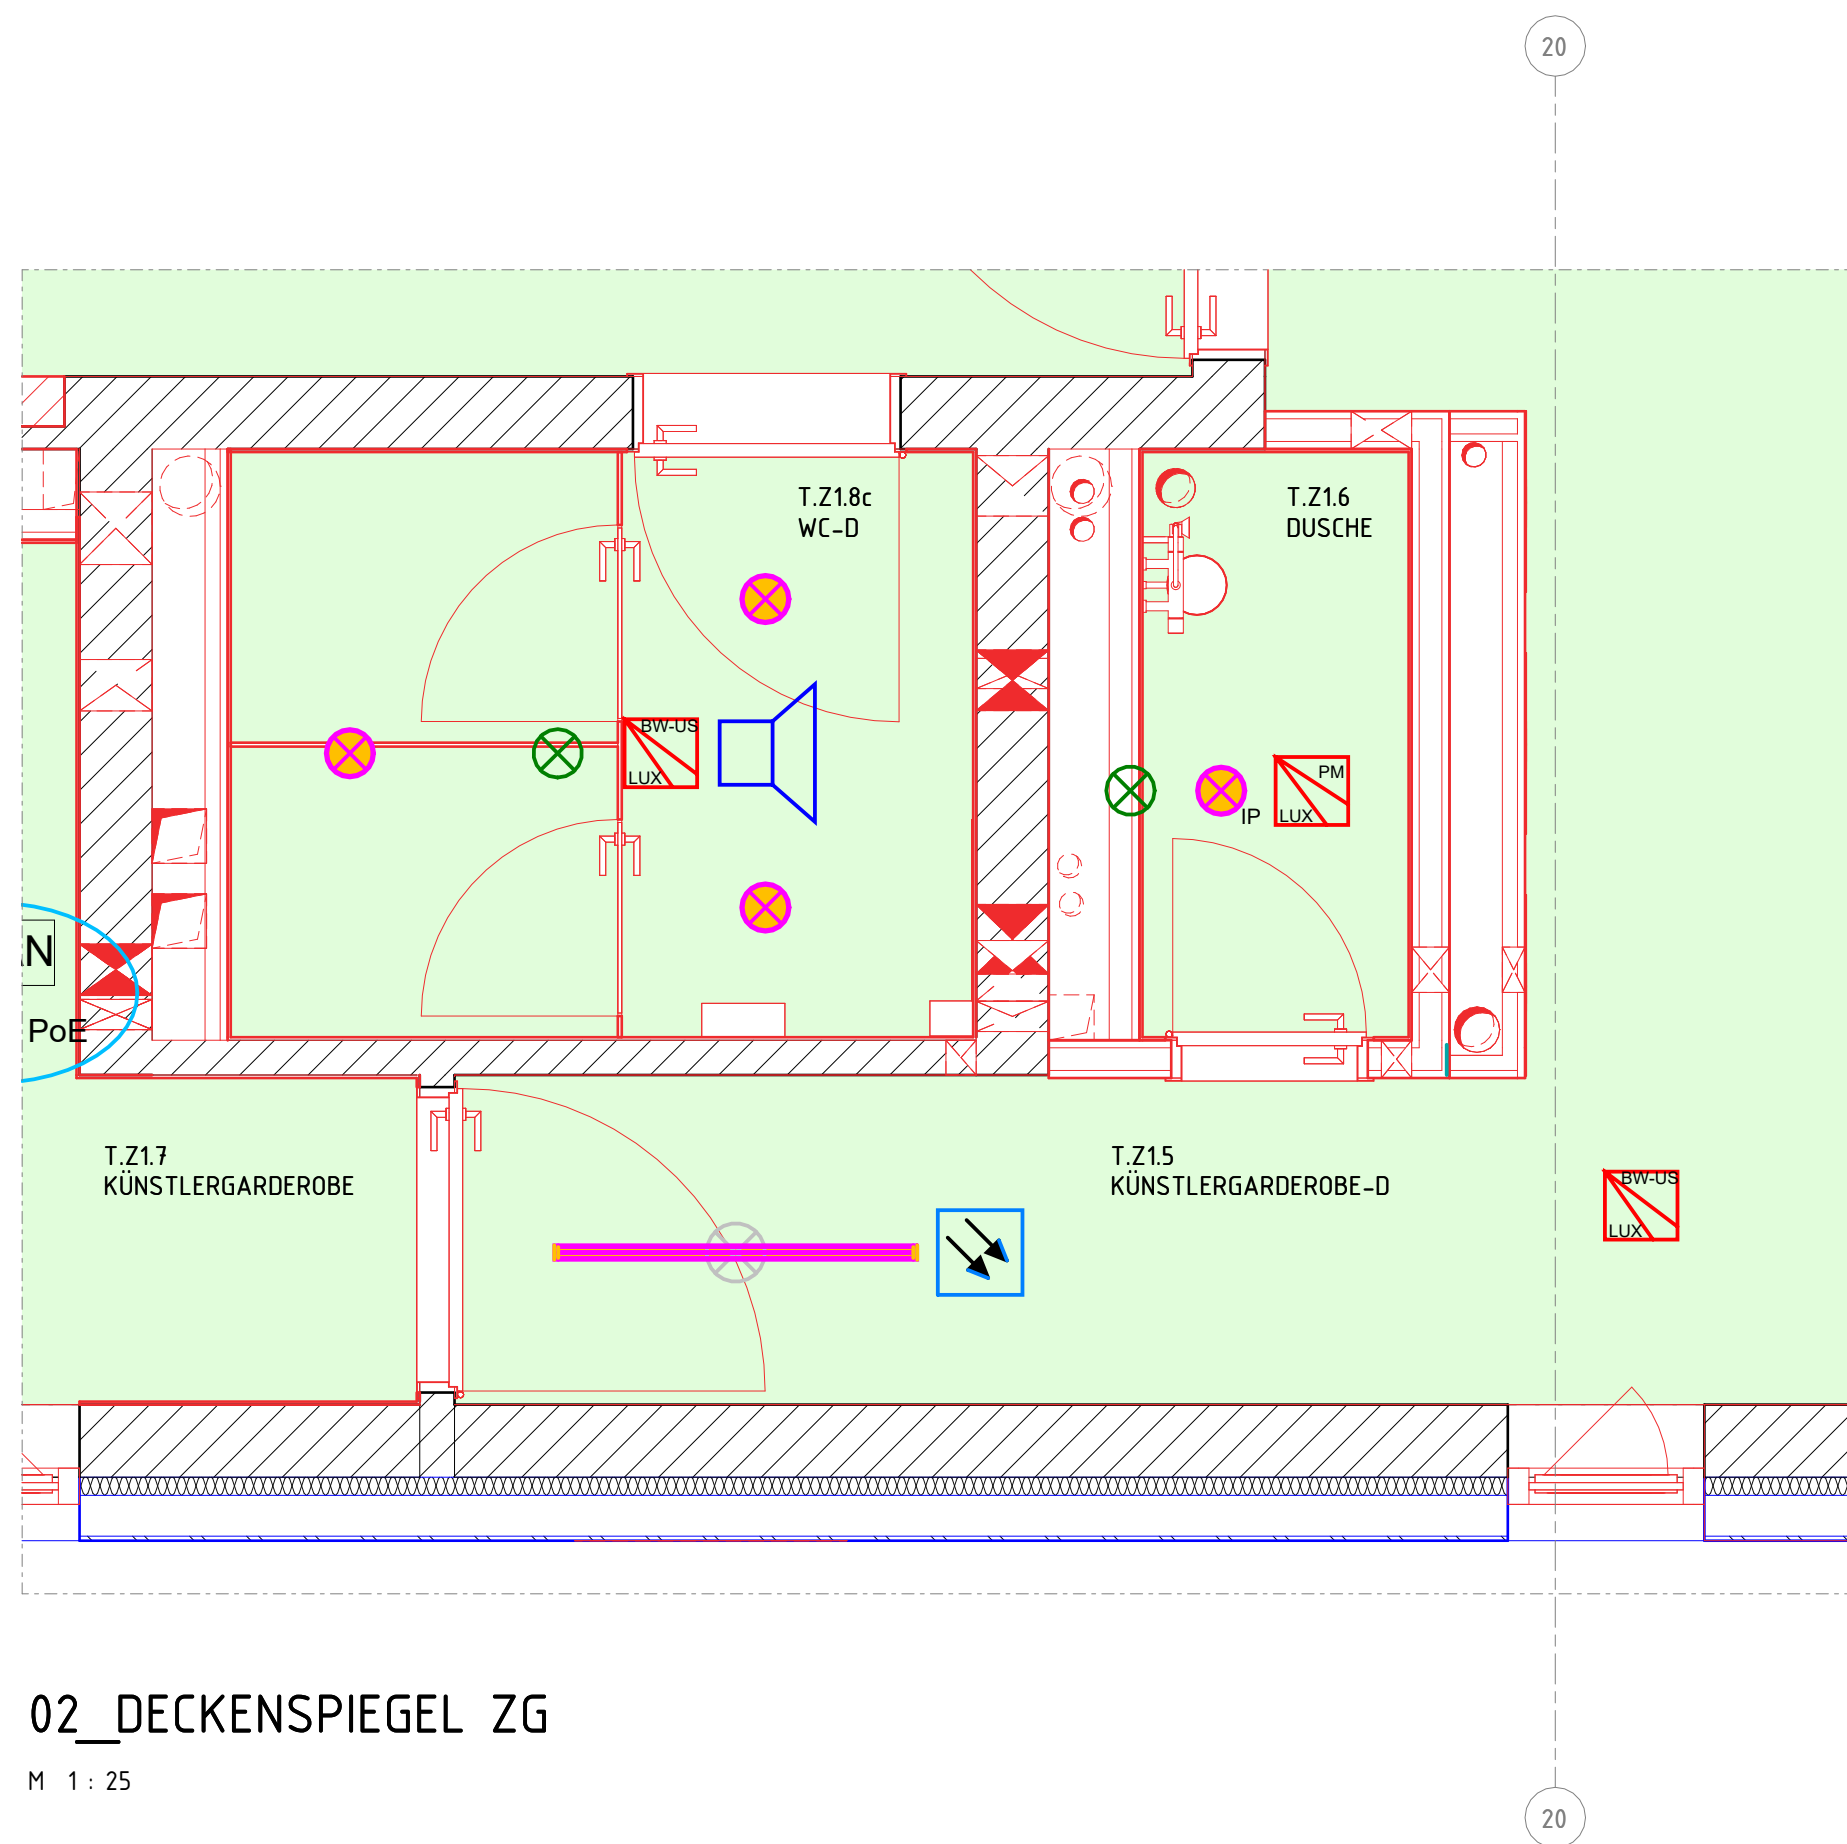 20
T.Z1.8c
WC-D
T.Z1.6
DUSCHE
BW-US
LUX
PM
LUX
IP
N
PoE
T.Z1.7
KÜNSTLERGARDEROBE
T.Z1.5
KÜNSTLERGARDEROBE-D
BW-US
LUX
02_DECKENSPIEGEL ZG
M 1 : 25
20